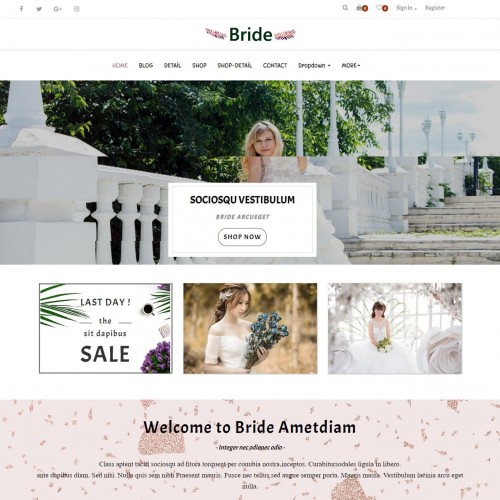 0 0 Sign in Register
Bride
HOME BLOG DETAIL SHOP SHOP-DETAIL CONTACT Dropdown MORE+
SOCIOSQU VESTIBULUM
BRIDE ARCUEGET
SHOP NOW
LAST DAY !
the
sit dapibus
SALE
Welcome to Bride Ametdiam
- Integer nec odionec odio -
Class aptent taciti sociosqu ad litora torquent per conubia nostra,inceptos. Curabitursodales ligula in libero.
ante dapibus diam. Sed nisi. Nulla quis sem nibh Praesent mauris. Fusce nec tellus sed augue semper porta. Mauris massa. Vestibulum lacinia arcu eget
nulla.